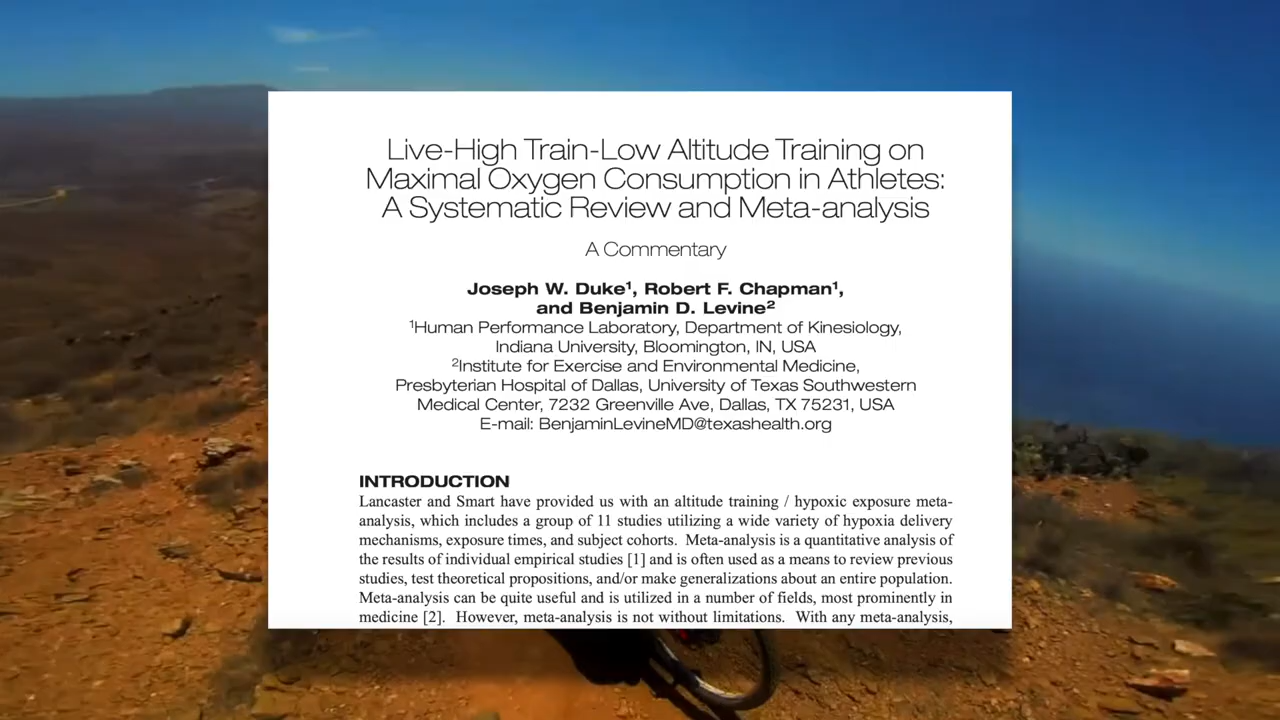 Live-High Train-Low Altitude Training on
Maximal Oxygen Consumption in Athletes:
A Systematic Review and Meta-analysis
A Commentary
Joseph W. Duke¹, Robert F. Chapman¹,
and Benjamin D. Levine²
¹Human Performance Laboratory, Department of Kinesiology,
Indiana University, Bloomington, IN, USA
²Institute for Exercise and Environmental Medicine,
Presbyterian Hospital of Dallas, University of Texas Southwestern
Medical Center, 7232 Greenville Ave, Dallas, TX 75231, USA
E-mail: BenjaminLevineMD@texashealth.org
INTRODUCTION
Lancaster and Smart have provided us with an altitude training / hypoxic exposure meta-
analysis, which includes a group of 11 studies utilizing a wide variety of hypoxia delivery
mechanisms, exposure times, and subject cohorts. Meta-analysis is a quantitative analysis of
the results of individual empirical studies [1] and is often used as a means to review previous
studies, test theoretical propositions, and/or make generalizations about an entire population.
Meta-analysis can be quite useful and is utilized in a number of fields, most prominently in
medicine [2]. However, meta-analysis is not without limitations. With any meta-analysis,